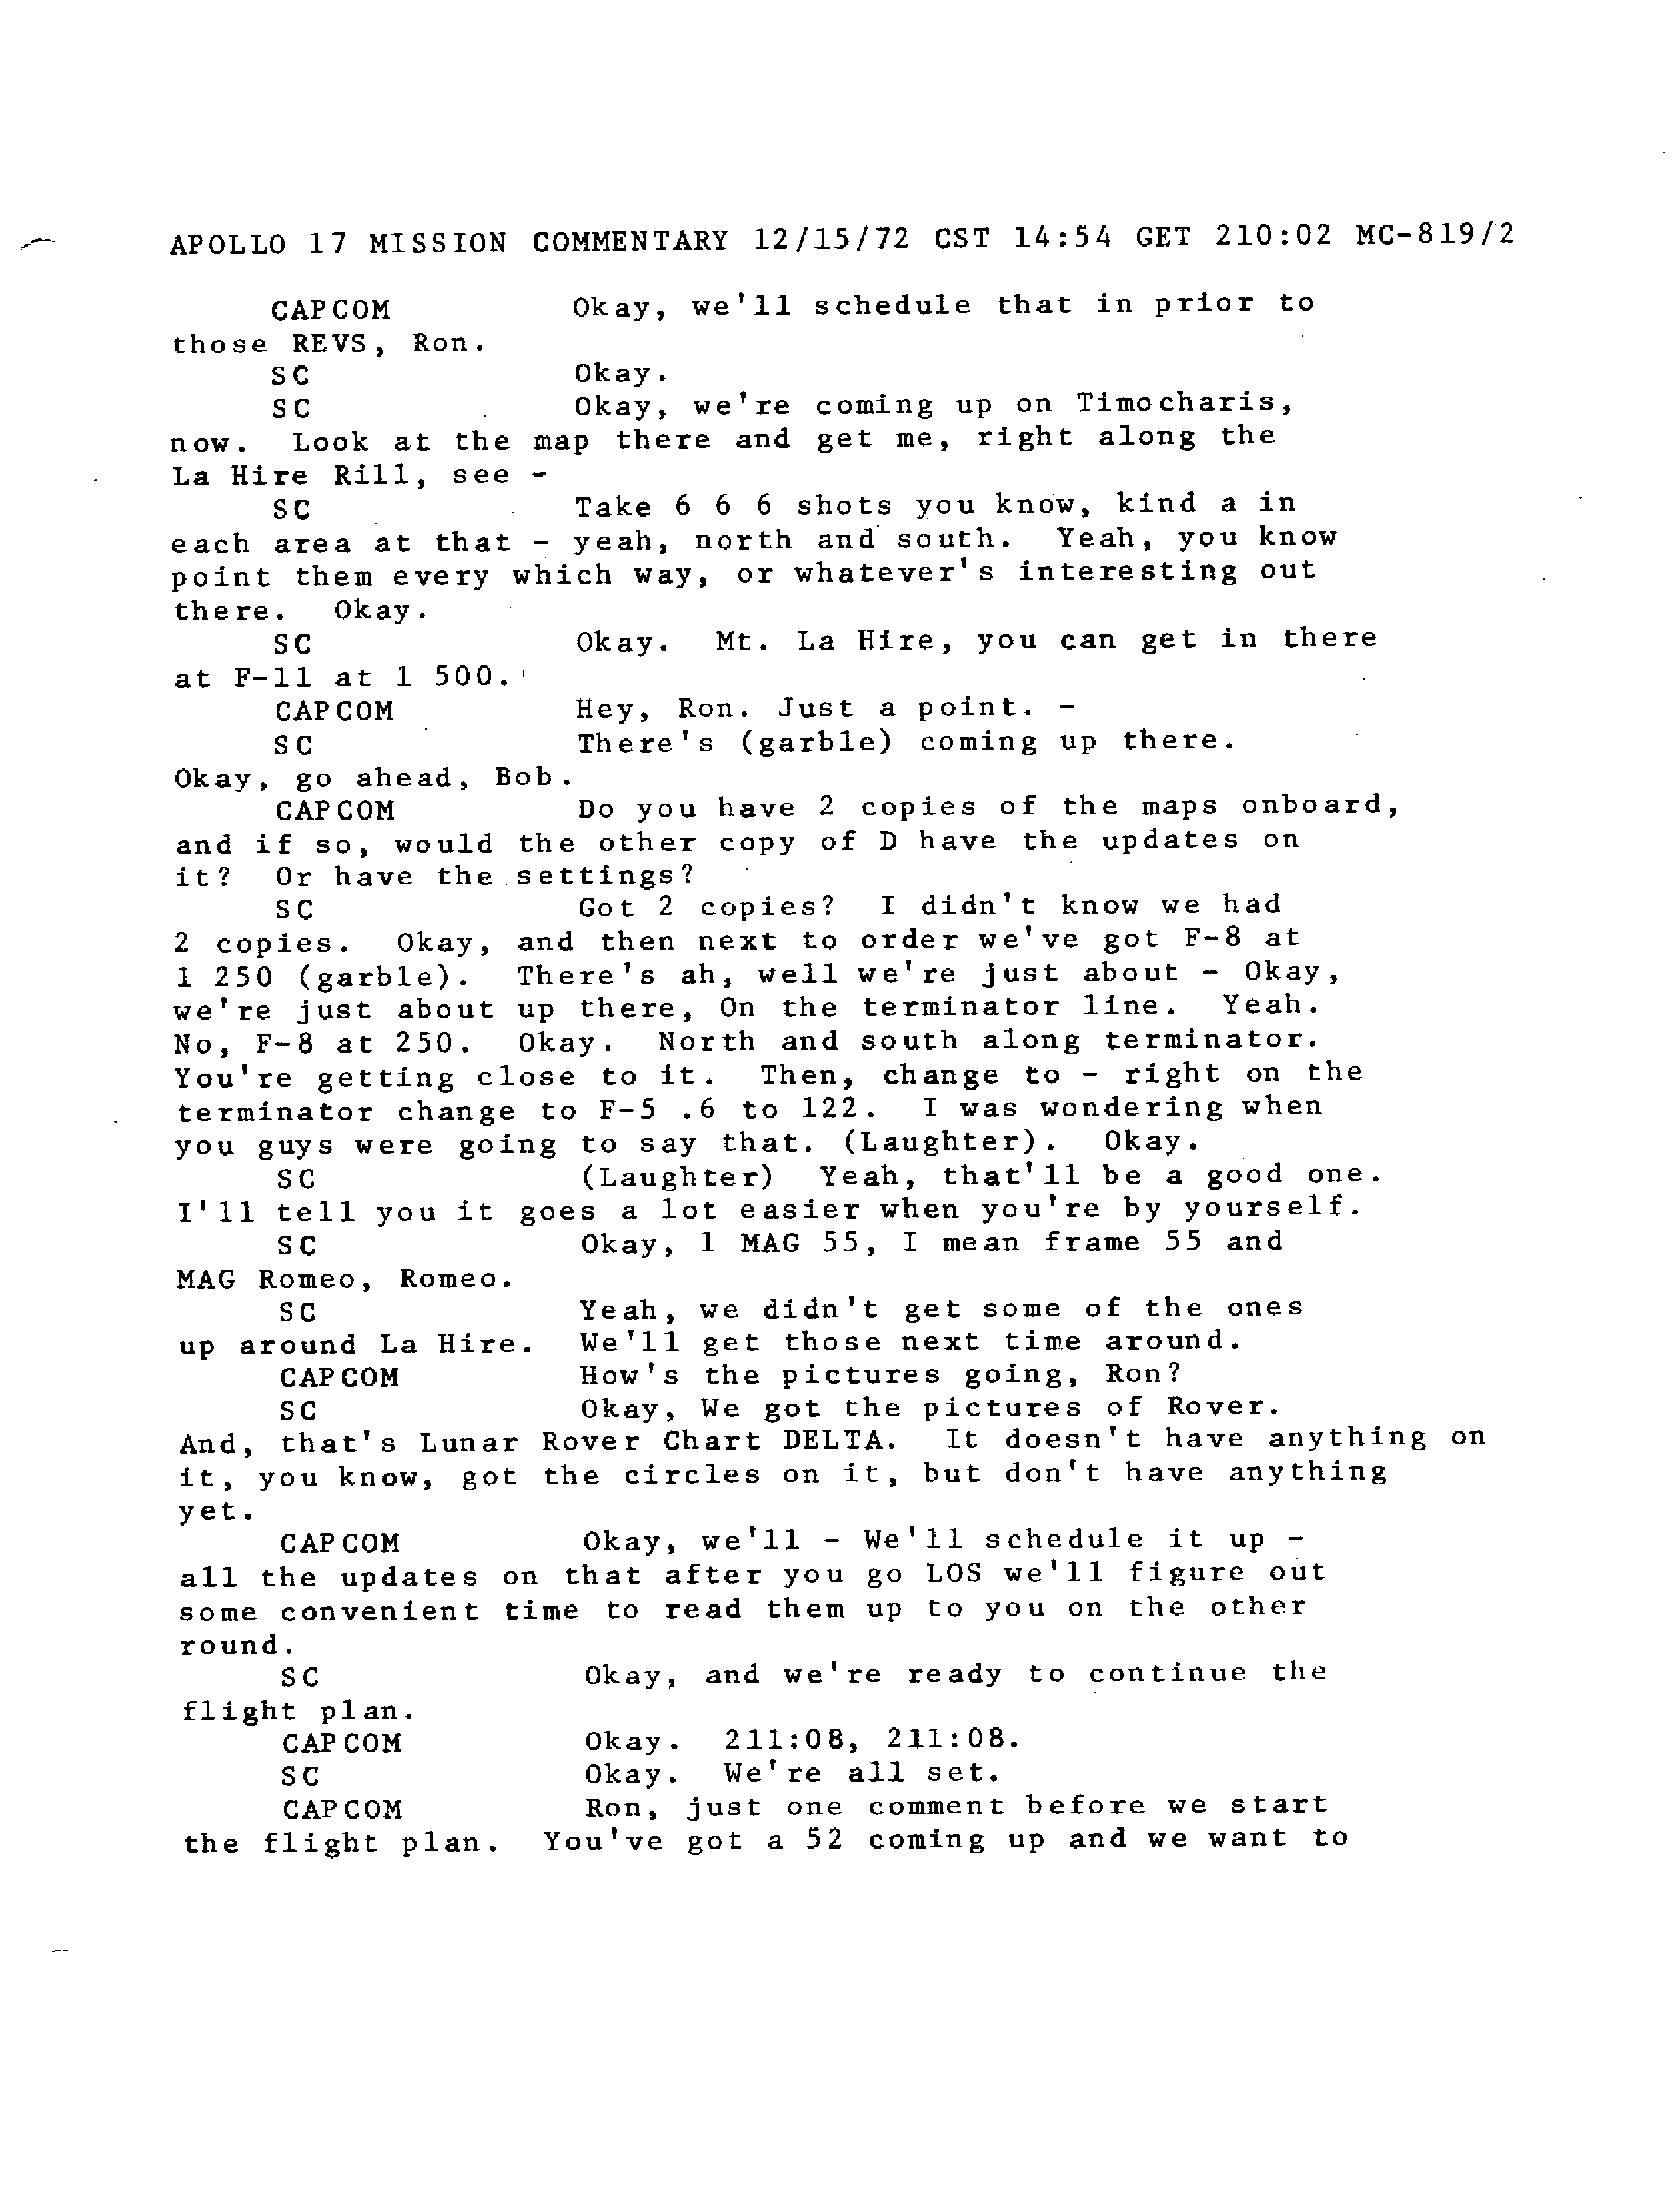 APOLLO 17 MISSION COMMENTARY 12/15/72 CST 14:54 GET 210:02 MC-819/2
CAPCOM Okay, we'll schedule that in prior to
those REVS, Ron.
SC Okay.
SC Okay, we're coming up on Timocharis,
now. Look at the map there and get me, right along the
La Hire Rill, see -
SC Take 6 6 6 shots you know, kind a in
each area at that - yeah, north and south. Yeah, you know
point them every which way, or whatever's interesting out
there. Okay.
SC Okay. Mt. La Hire, you can get in there
at F-11 at 1 500.
CAPCOM Hey, Ron. Just a point. -
SC There's (garble) coming up there.
Okay, go ahead, Bob.
CAPCOM Do you have 2 copies of the maps onboard,
and if so, would the other copy of D have the updates on
it? Or have the settings?
SC Got 2 copies? I didn't know we had
2 copies. Okay, and then next to order we've got F-8 at
1 250 (garble). There's ah, well we're just about - Okay,
we're just about up there, On the terminator line. Yeah.
No, F-8 at 250. Okay. North and south along terminator.
You're getting close to it. Then, change to - right on the
terminator change to F-5 .6 to 122. I was wondering when
you guys were going to say that. (Laughter). Okay.
SC (Laughter) Yeah, that'll be a good one.
I'll tell you it goes a lot easier when you're by yourself.
SC Okay, 1 MAG 55, I mean frame 55 and
MAG Romeo, Romeo.
SC Yeah, we didn't get some of the ones
up around La Hire. We'll get those next time around.
CAPCOM How's the pictures going, Ron?
SC Okay, We got the pictures of Rover.
And, that's Lunar Rover Chart DELTA. It doesn't have anything on
it, you know, got the circles on it, but don't have anything
yet.
CAPCOM Okay, we'll - We'll schedule it up -
all the updates on that after you go LOS we'll figure out
some convenient time to read them up to you on the other
round.
SC Okay, and we're ready to continue the
flight plan.
CAPCOM Okay. 211:08, 211:08.
SC Okay. We're all set.
CAPCOM Ron, just one comment before we start
the flight plan. You've got a 52 coming up and we want to